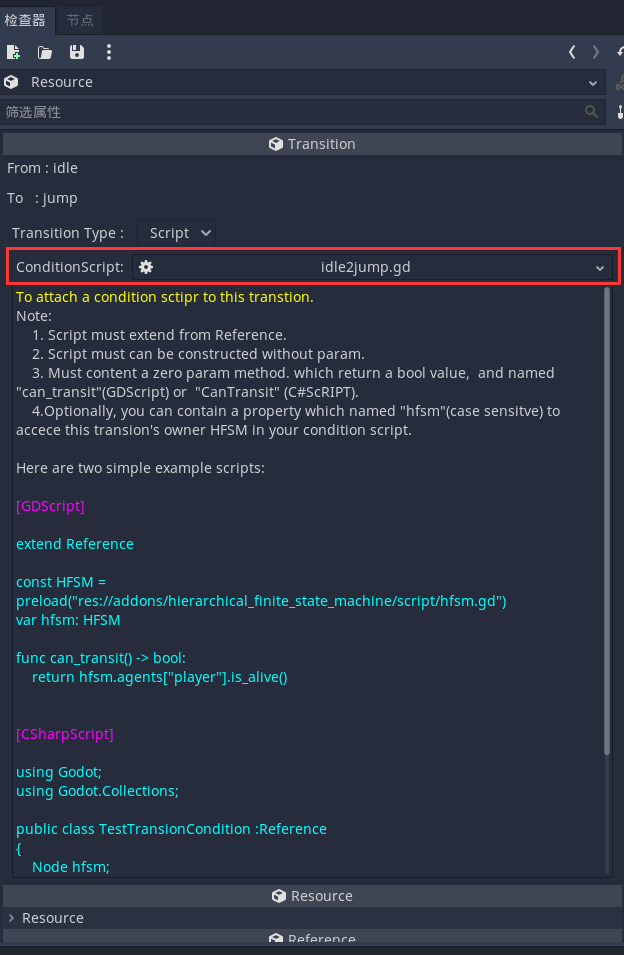 检查器 节点
Resource
筛选属性
Transition
From : idle
To : jump
Transition Type : Script
ConditionScript: idle2jump.gd
To attach a condition sctipr to this transtion.
Note:
1. Script must extend from Reference.
2. Script must can be constructed without param.
3. Must content a zero param method. which return a bool value, and named
"can_transit"(GDScript) or "CanTransit" (C#ScRIPT).
4.Optionally, you can contain a property which named "hfsm"(case sensitve) to
accece this transion's owner HFSM in your condition script.
Here are two simple example scripts:
[GDScript]
extend Reference
const HFSM =
preload("res://addons/hierarchical_finite_state_machine/script/hfsm.gd")
var hfsm: HFSM
func can_transit() -> bool:
return hfsm.agents["player"].is_alive()
[CSharpScript]
using Godot;
using Godot.Collections;
public class TestTransionCondition :Reference
{
Node hfsm;
Resource
Resource
Reference